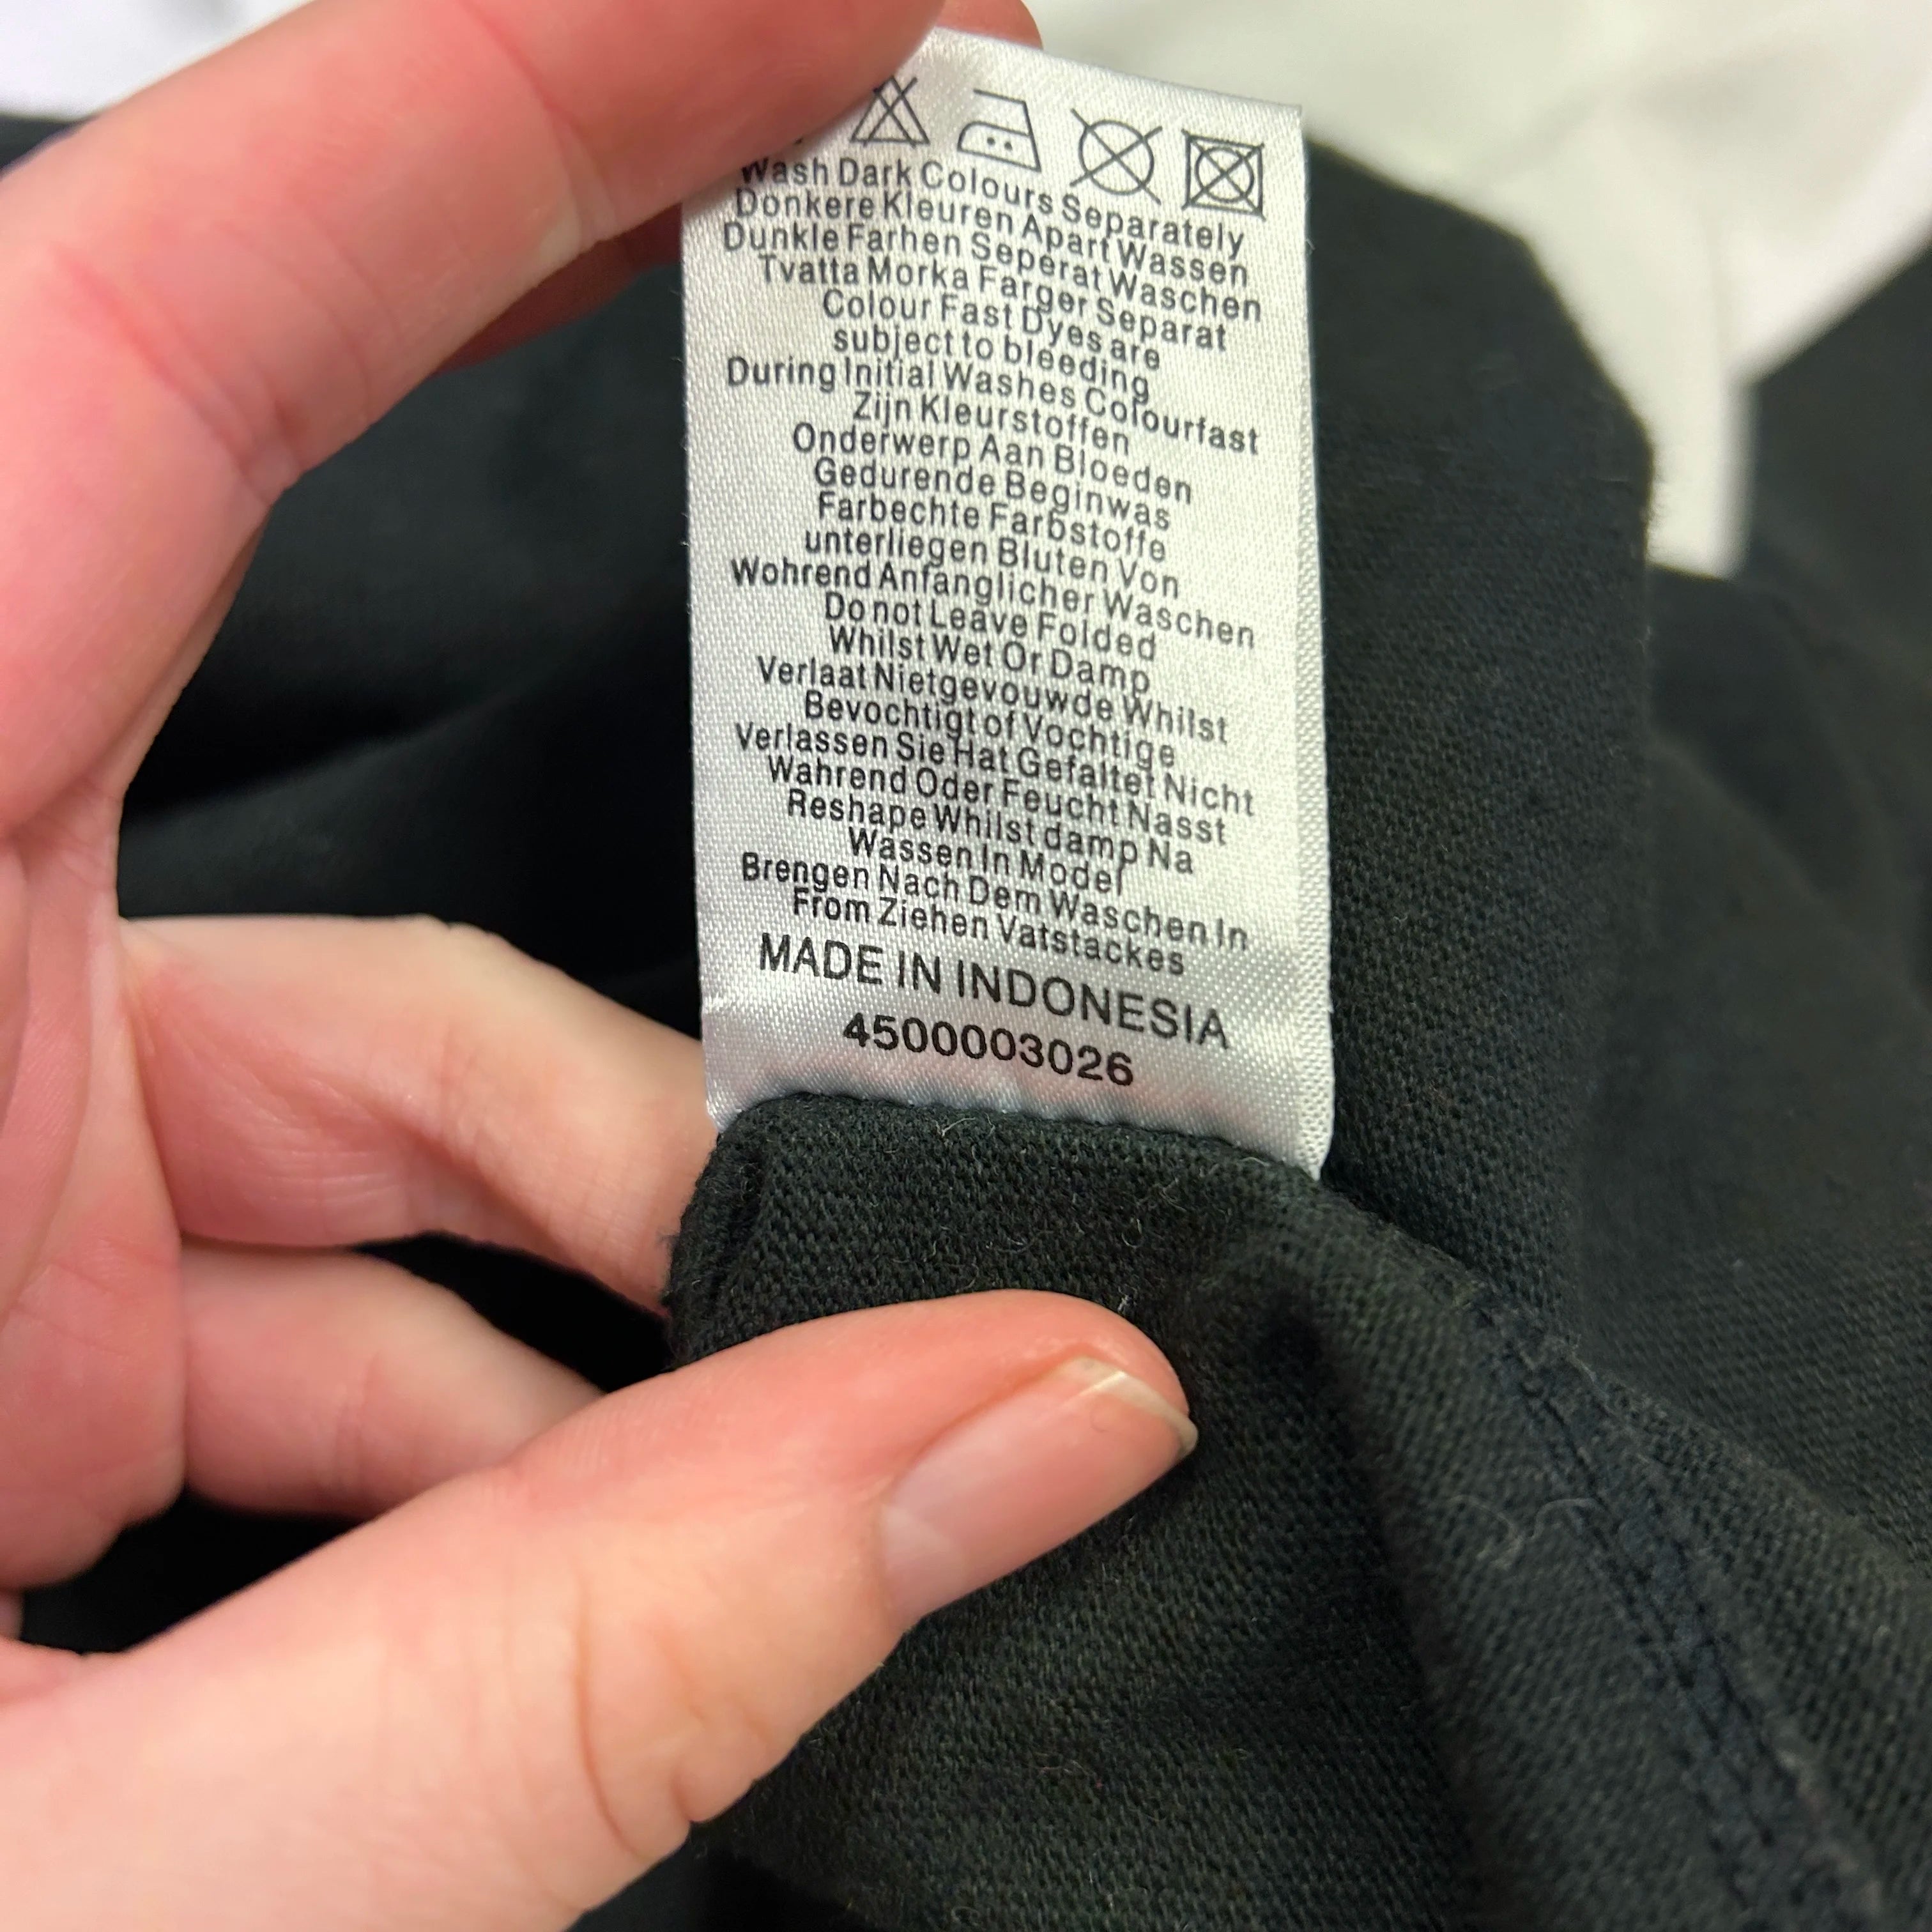 Wash Dark Colours Separately
Donkere Kleuren Apart Wassen
Dunkle Farhen Seperat Waschen
Tvatta Morka Farger Separat
Colour Fast Dyes are
subject to bleeding
During Initial Washes Colourfast
Zijn Kleurstoffen
Onderwerp Aan Bloeden
Gedurende Beginwas
Farbechte Farbstoffe
unterliegen Bluten Von
Wohrend Anfanglicher Waschen
Do not Leave Folded
Whilst Wet Or Damp
Verlaat Nietgevouwde Whilst
Bevochtigt of Vochtige
Verlassen Sie Hat Gefaltet Nicht
Wahrend Oder Feucht Nasst
Reshape Whilst damp Na
Wassen In Model
Brengen Nach Dem Waschen In
From Ziehen Vatstackes
MADE IN INDONESIA
4500003026